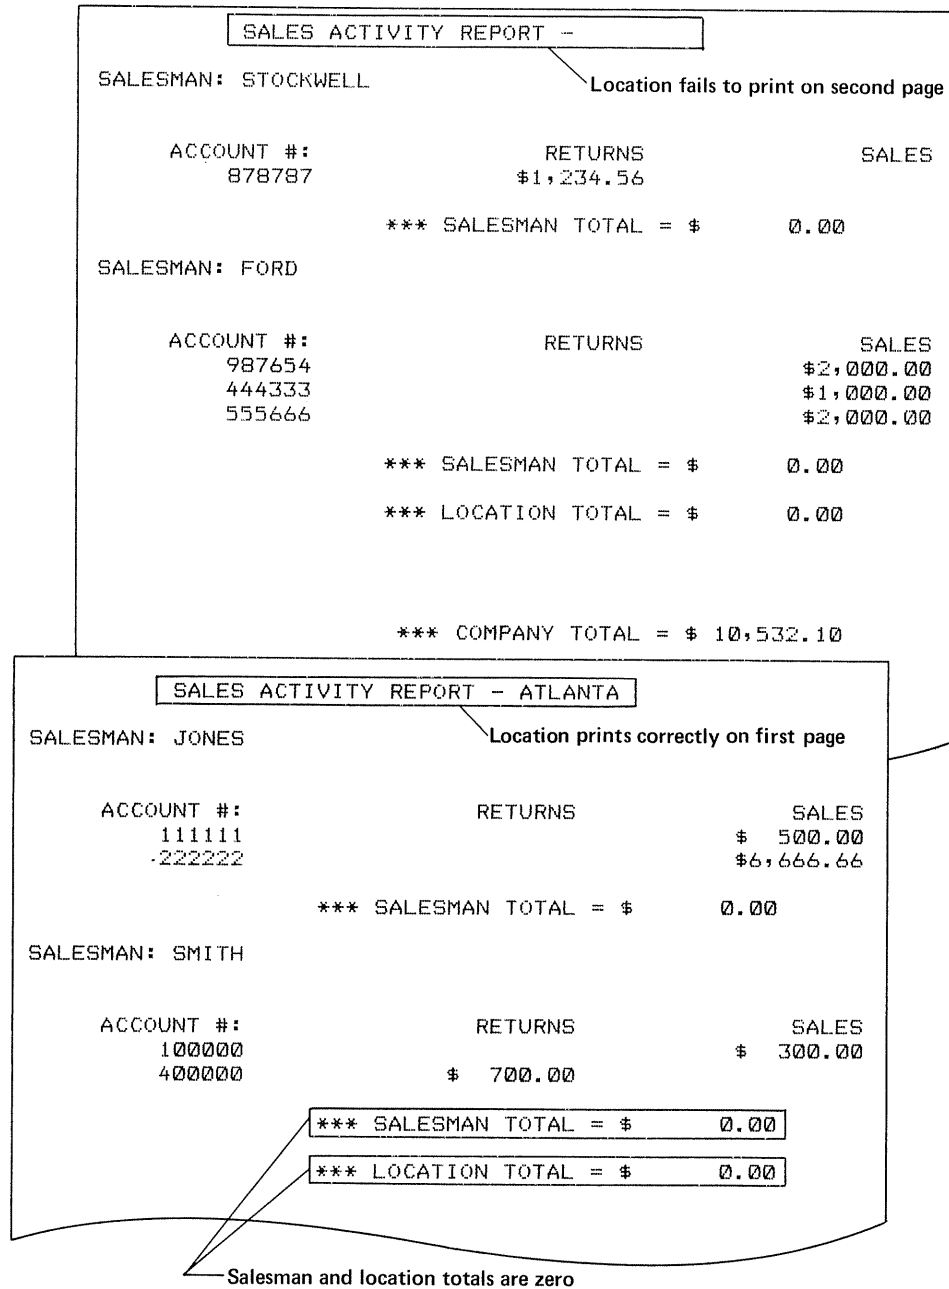 SALES ACTIVITY REPORT -
Location fails to print on second page
SALESMAN: STOCKWELL
ACCOUNT #: RETURNS SALES
878787 $1,234.56
*** SALESMAN TOTAL = $ 0.00
SALESMAN: FORD
ACCOUNT #: RETURNS SALES
987654 $2,000.00
444333 $1,000.00
555666 $2,000.00
*** SALESMAN TOTAL = $ 0.00
*** LOCATION TOTAL = $ 0.00
*** COMPANY TOTAL = $ 10,532.10
SALES ACTIVITY REPORT - ATLANTA
Location prints correctly on first page
SALESMAN: JONES
ACCOUNT #: RETURNS SALES
111111 $ 500.00
222222 $6,666.66
*** SALESMAN TOTAL = $ 0.00
SALESMAN: SMITH
ACCOUNT #: RETURNS SALES
100000 $ 300.00
400000 $ 700.00
*** SALESMAN TOTAL = $ 0.00
*** LOCATION TOTAL = $ 0.00
Salesman and location totals are zero